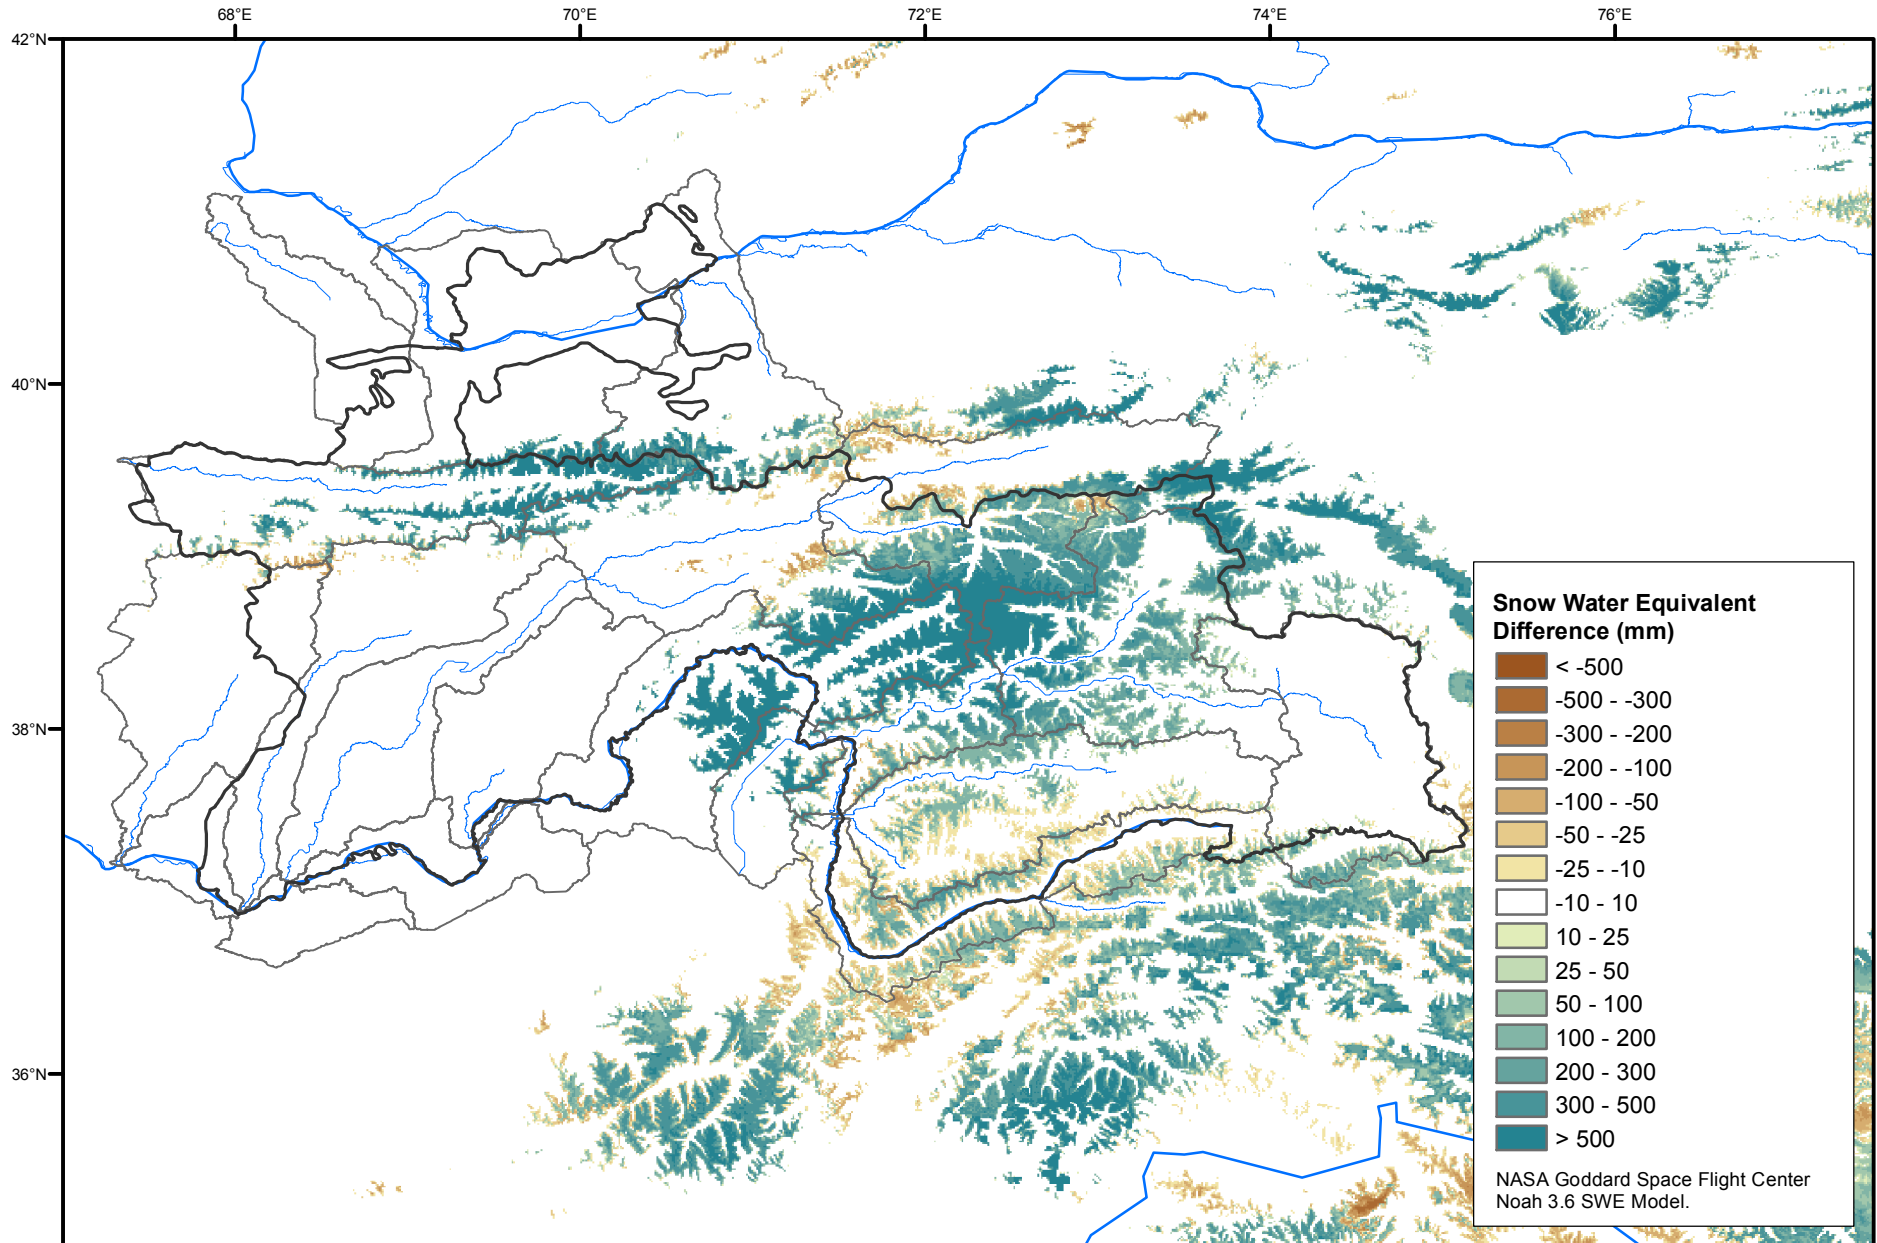 68°E 70°E 72°E 74°E 76°E
42°N
40°N
38°N
36°N
Snow Water Equivalent
Difference (mm)
< -500
-500 - -300
-300 - -200
-200 - -100
-100 - -50
-50 - -25
-25 - -10
-10 - 10
10 - 25
25 - 50
50 - 100
100 - 200
200 - 300
300 - 500
> 500
NASA Goddard Space Flight Center
Noah 3.6 SWE Model.